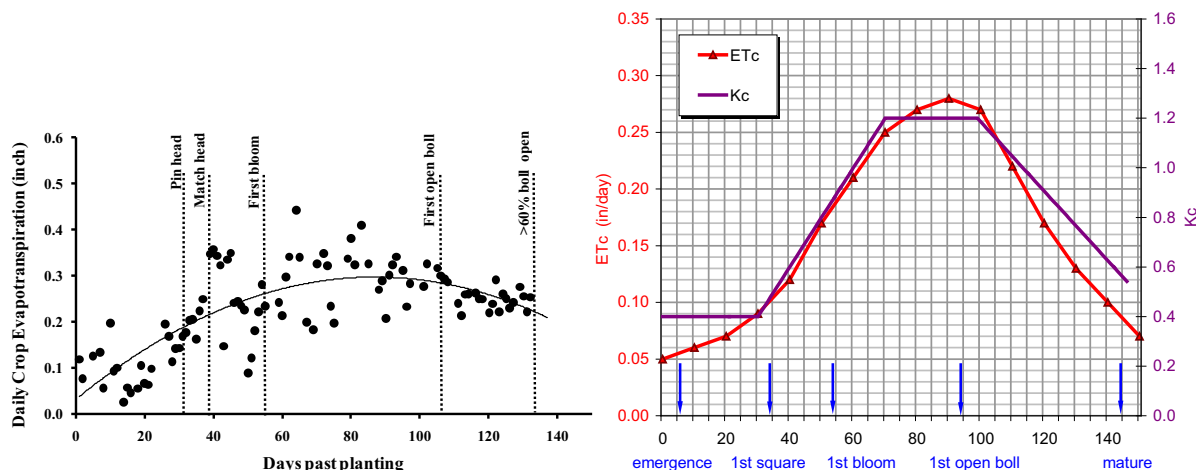 Daily Crop Evapotranspiration (inch)
0.6
0.5
0.4
0.3
0.2
0.1
0.0
Pin head
Match head
First bloom
First open boll
>60% boll open
0 20 40 60 80 100 120 140
Days past planting
ETc (in/day)
0.35
0.30
0.25
0.20
0.15
0.10
0.05
0.00
ETc
Kc
1.6
1.4
1.2
1.0
0.8
0.6
0.4
0.2
0.0
Kc
0 20 40 60 80 100 120 140
emergence 1st square 1st bloom 1st open boll mature